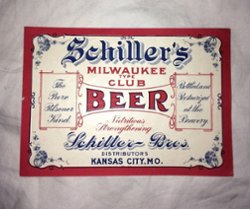 Schiller's
MILWAUKEE
TYPE
CLUB
BEER
The
Pure
Pilsener
Kind.
Bottled and
Pasteurized
at the
Brewery.
Nutritious
Strengthening
Schiller Bros.
DISTRIBUTORS
KANSAS CITY, MO.